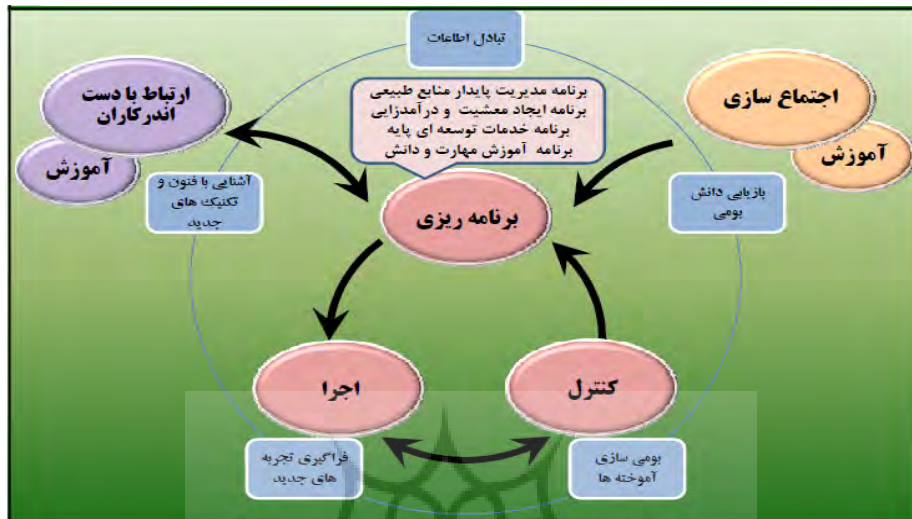 تبادل اطاعات
ارتباط با دست
اندرکاران
آموزش
برنامه مدیریت پایدار منابع طبیعی
برنامه ایجاد معشیت و درآمدزایی
برنامه خدمات توسعه ای پایه
برنامه آموزش مهارت و دانش
اجتماع سازی
آموزش
آشنایی با فنون و
تکنیک های
جدید
بازیابی دانش
بومی
برنامه ریزی
اجرا
کنترل
فراگیری تجربه
های جدید
بومی سازی
آموخته ها